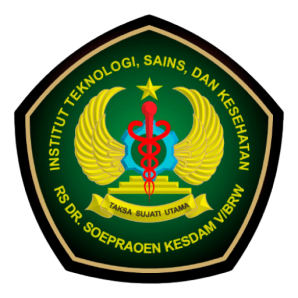 INSTITUT TEKNOLOGI, SAINS, DAN KESEHATAN
TAKSA SUJATI UTAMA
RS DR. SOEPRAOEN KESDAM V/BRW